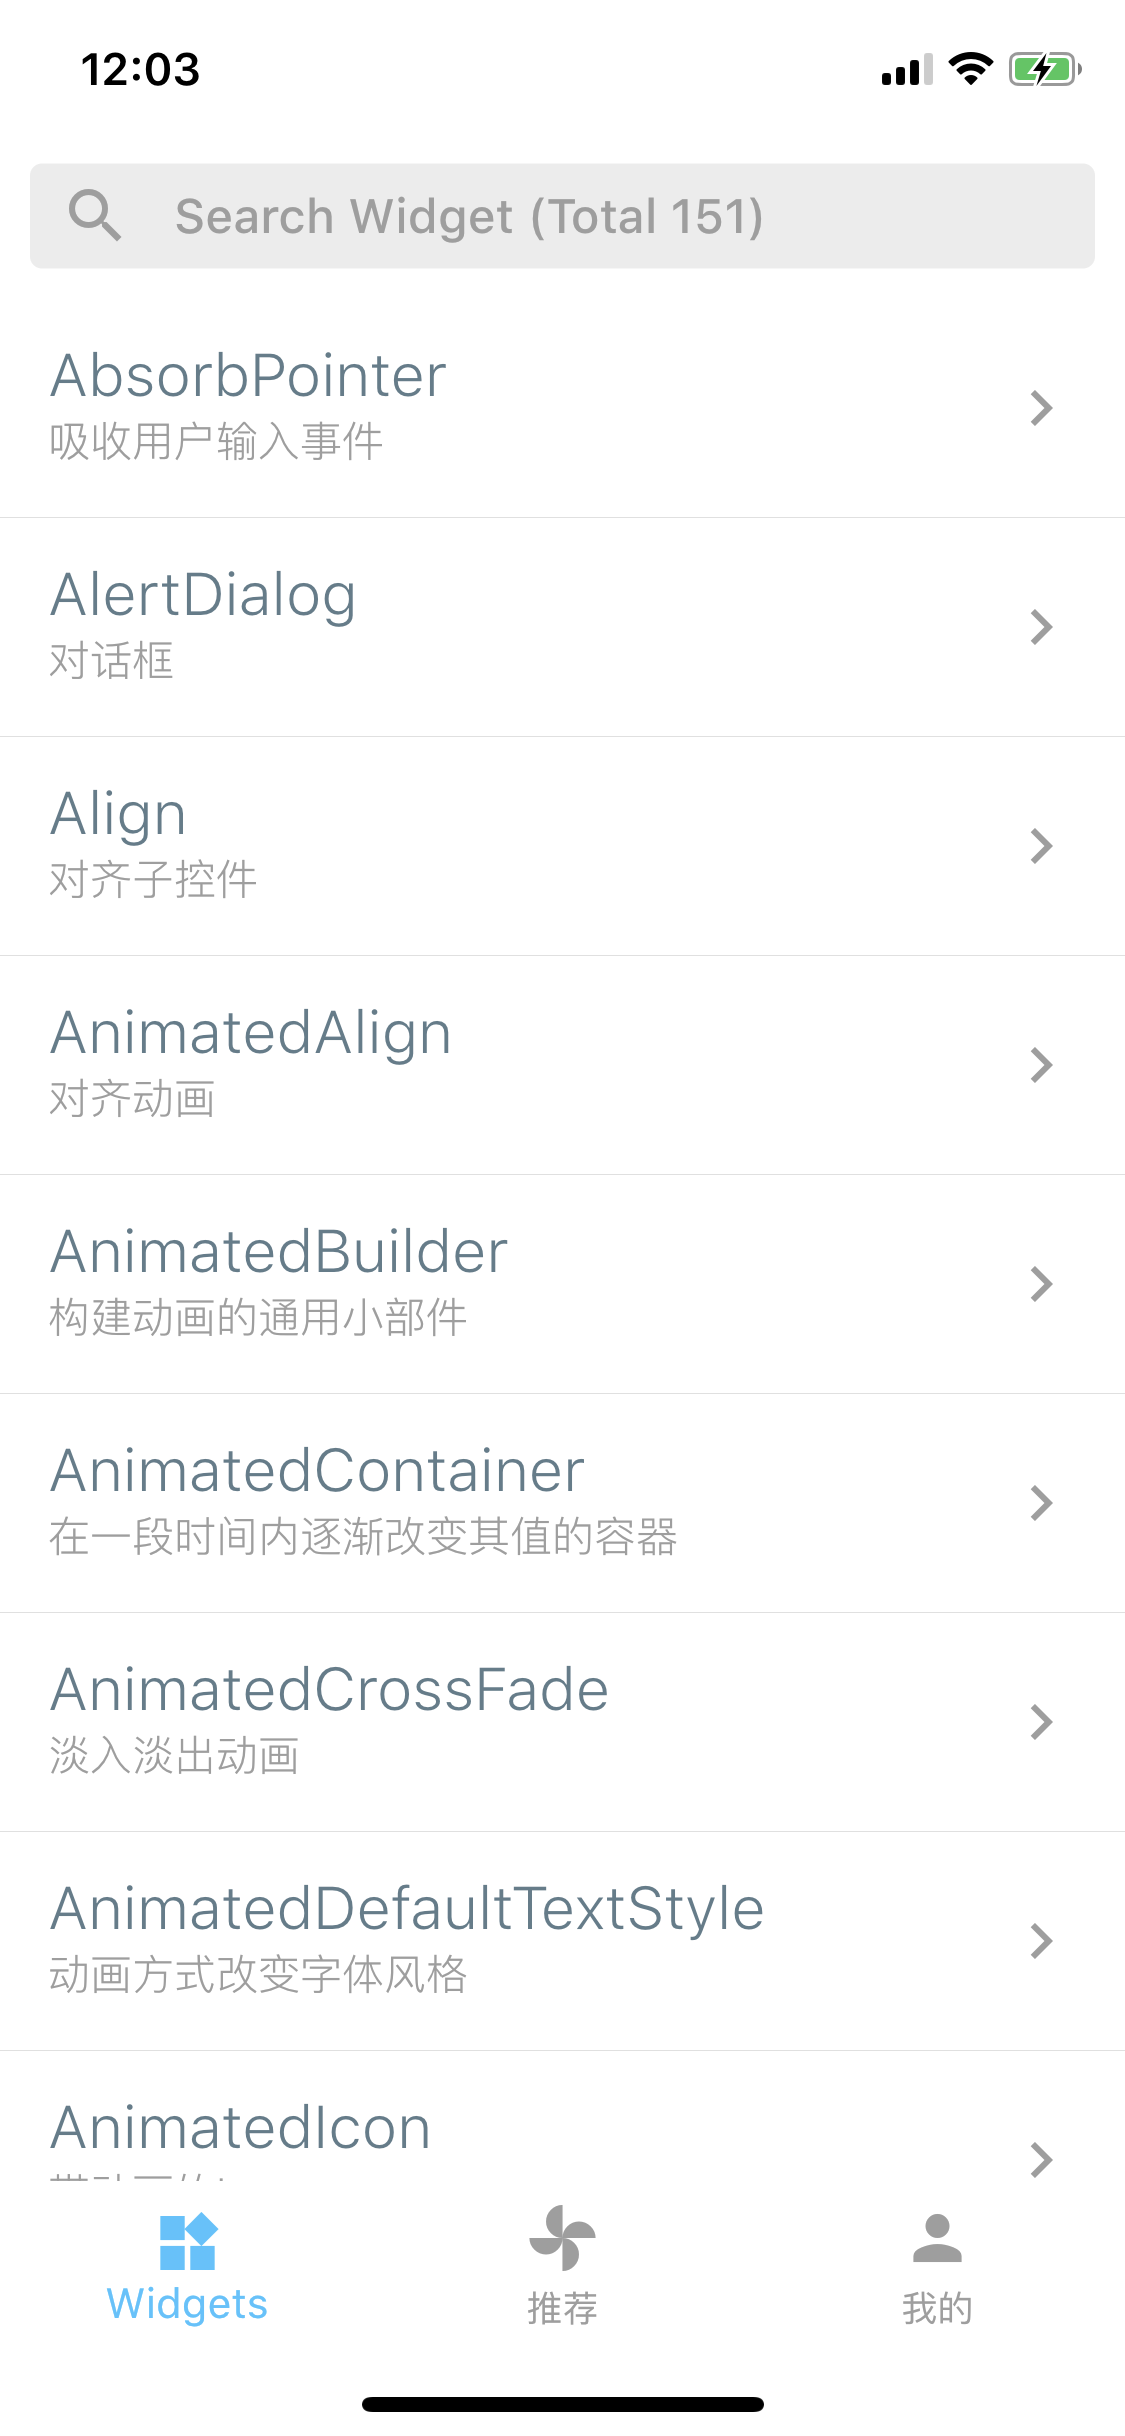 12:03
Search Widget (Total 151)
AbsorbPointer
吸收用户输入事件
AlertDialog
对话框
Align
对齐子控件
AnimatedAlign
对齐动画
AnimatedBuilder
构建动画的通用小部件
AnimatedContainer
在一段时间内逐渐改变其值的容器
AnimatedCrossFade
淡入淡出动画
AnimatedDefaultTextStyle
动画方式改变字体风格
AnimatedIcon
Widgets
推荐
我的